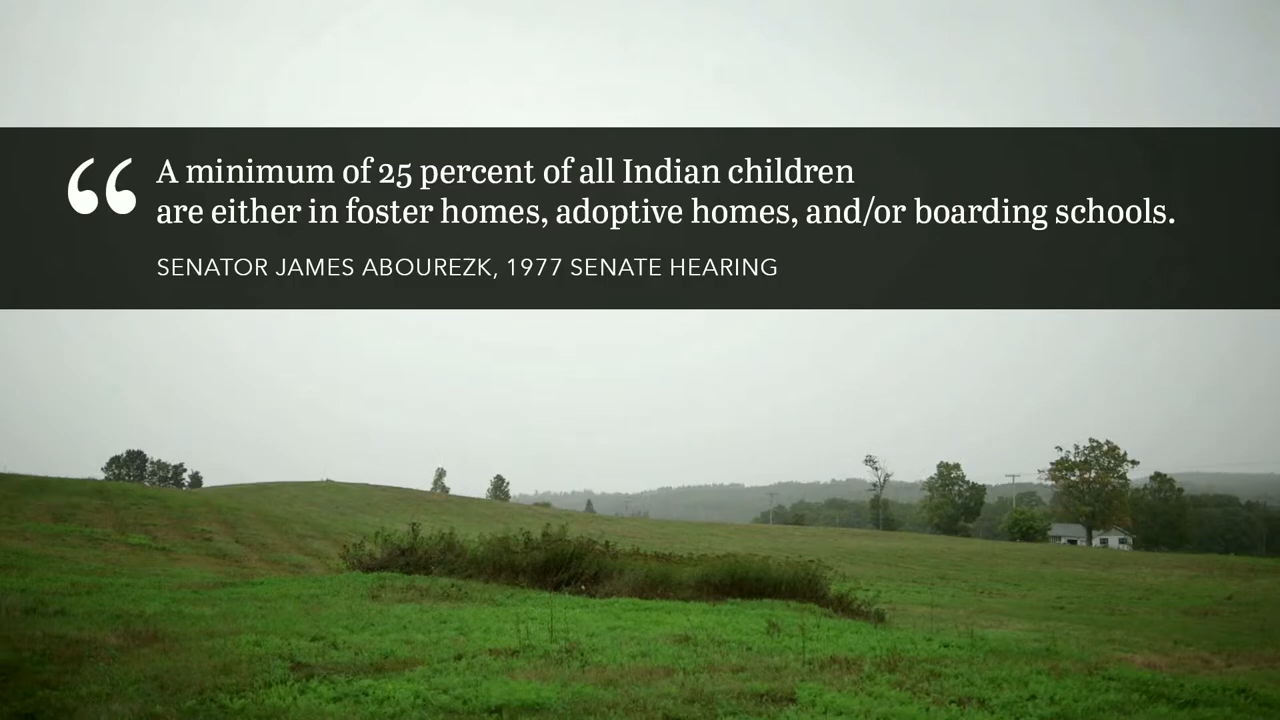 “A minimum of 25 percent of all Indian children
are either in foster homes, adoptive homes, and/or boarding schools.
SENATOR JAMES ABOUREZK, 1977 SENATE HEARING